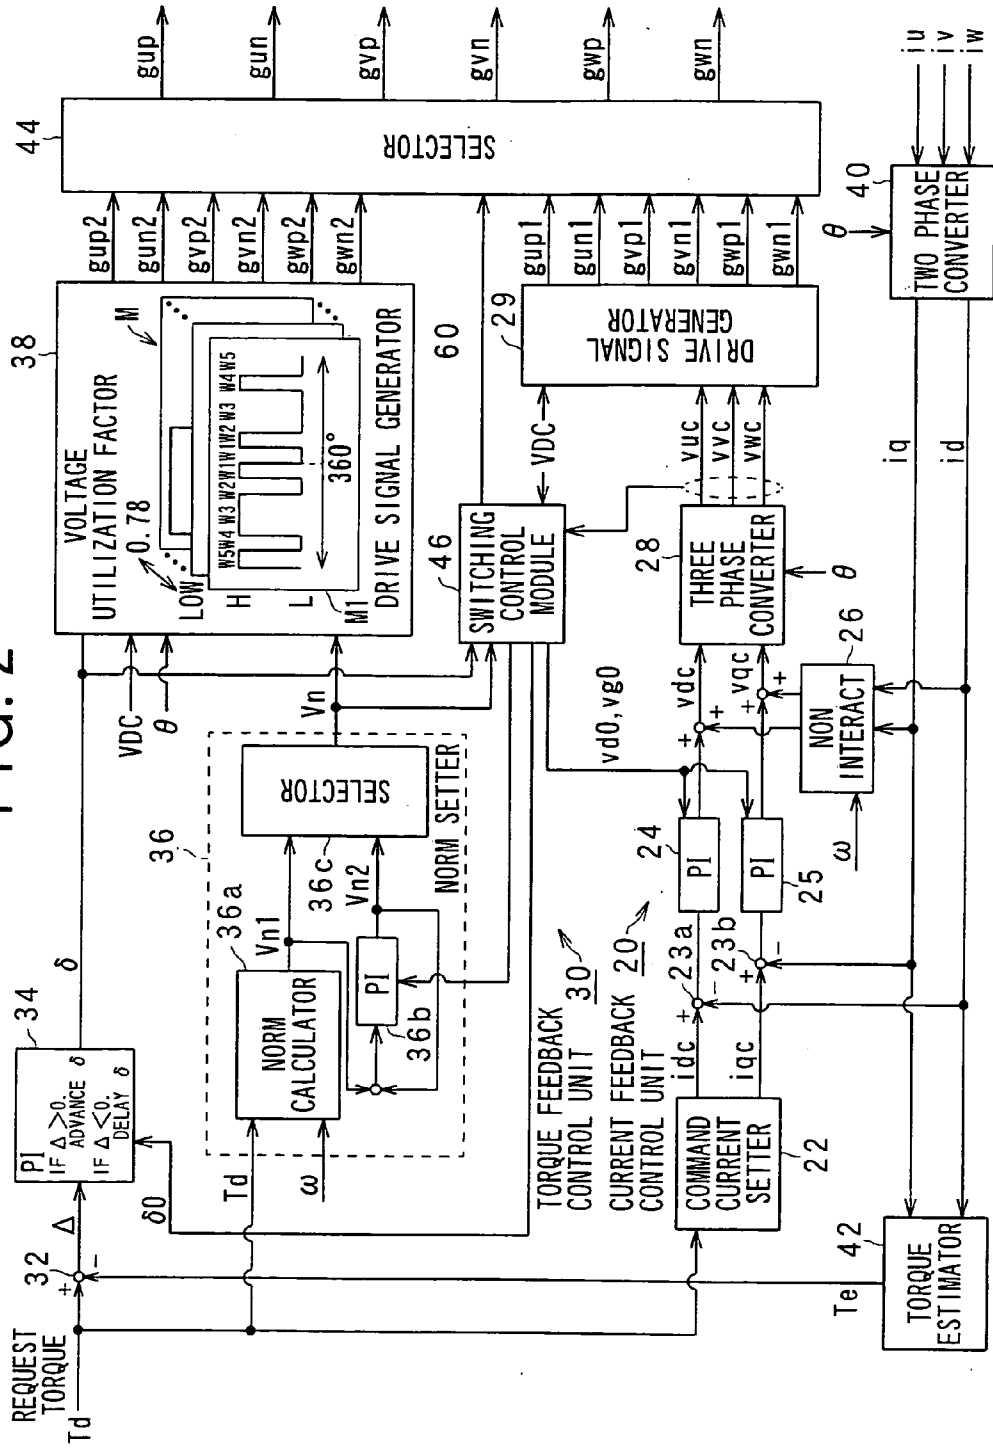 FIG. 2
REQUEST
TORQUE
Td
+
-
32
Δ
34
PI
IF Δ >0.
ADVANCE δ
IF Δ <0.
DELAY δ
δ
δ0
Td
ω
36
36a
NORM
CALCULATOR
Vn1
36b
PI
Vn2
36c
SELECTOR
NORM SETTER
Vn
VDC
θ
38
VOLTAGE
UTILIZATION FACTOR
0.78
LOW
H
L
M
M1
W5W4 W3 W2W1W1W2 W3 W4W5
360°
DRIVE SIGNAL GENERATOR
gup2
gun2
gvp2
gvn2
gwp2
gwn2
44
SELECTOR
gup
gun
gvp
gvn
gwp
gwn
46
SWITCHING
CONTROL
MODULE
60
VDC
29
DRIVE SIGNAL
GENERATOR
gup1
gun1
gvp1
gvn1
gwp1
gwn1
TORQUE FEEDBACK
CONTROL UNIT
30
CURRENT FEEDBACK
CONTROL UNIT
20
COMMAND
CURRENT
SETTER
22
idc
iqc
+
-
23a
+
-
23b
24
PI
PI
25
vd0,vg0
+
+
vdc
+
+
vqc
NON
INTERACT
26
ω
28
THREE
PHASE
CONVERTER
θ
vuc
vvc
vwc
iq
id
40
TWO PHASE
CONVERTER
θ
iu
iv
iw
Te
42
TORQUE
ESTIMATOR